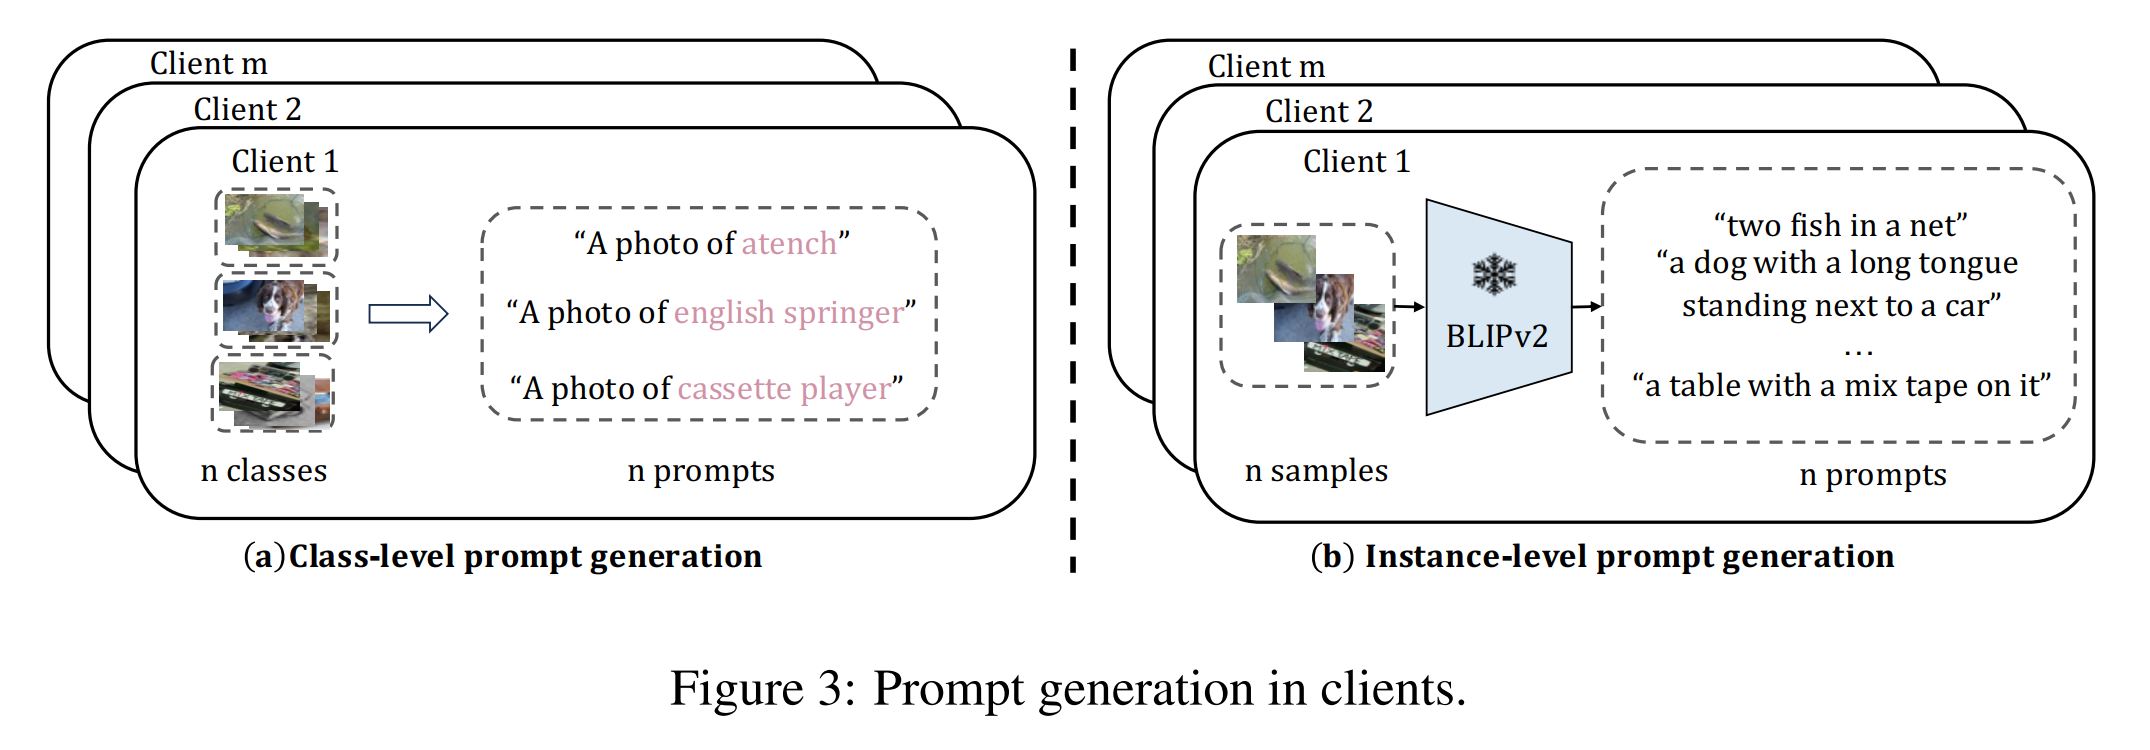 Client m
Client 2
Client 1
“A photo of atench”
“A photo of english springer”
“A photo of cassette player”
n classes
n prompts
(a)Class-level prompt generation
Client m
Client 2
Client 1
BLIPv2
“two fish in a net”
“a dog with a long tongue
standing next to a car”
...
“a table with a mix tape on it”
n samples
n prompts
(b) Instance-level prompt generation
Figure 3: Prompt generation in clients.